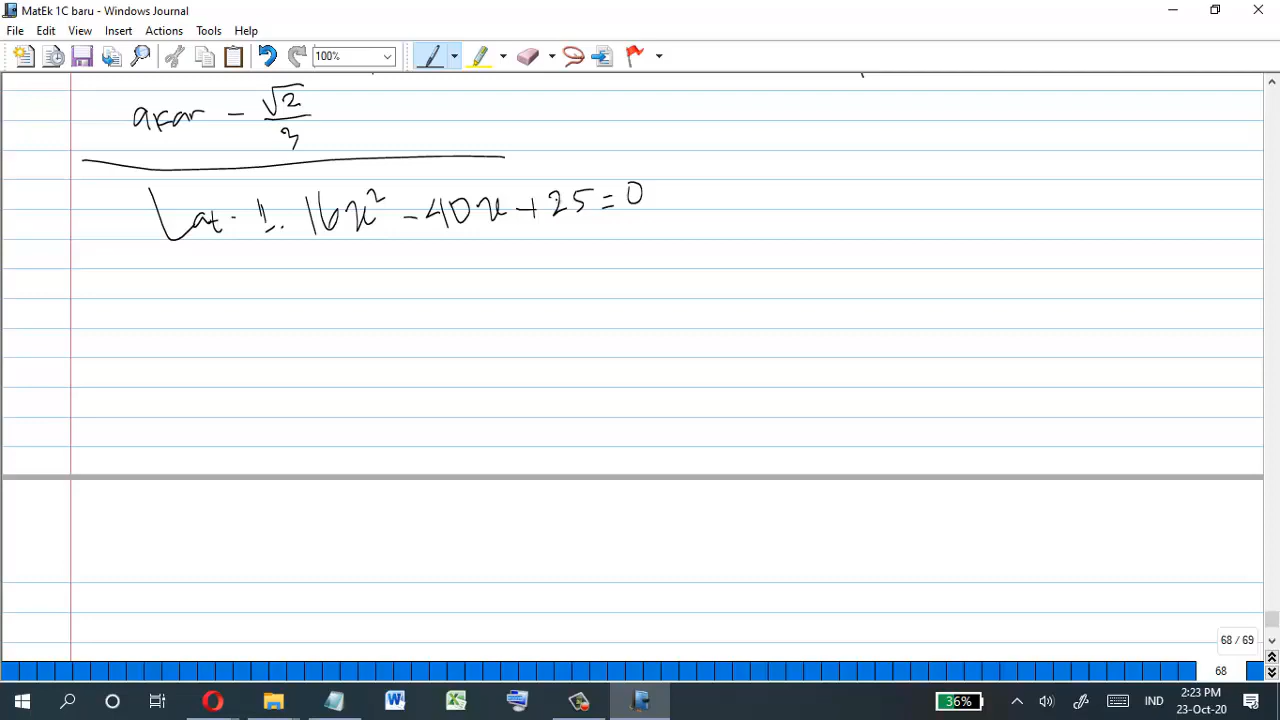 MatEk 1C baru - Windows Journal
File Edit View Insert Actions Tools Help
100%
akar - √2/3
Lat. 1. 16x² - 40x + 25 = 0
68 / 69
68
36%
IND
2:23 PM
23-Oct-20